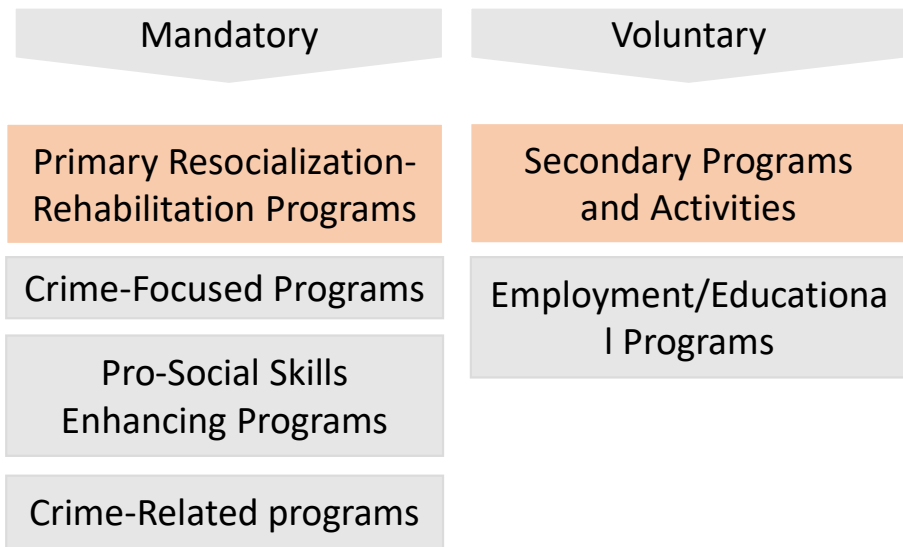 Mandatory
Primary Resocialization-
Rehabilitation Programs
Crime-Focused Programs
Pro-Social Skills
Enhancing Programs
Crime-Related programs
Voluntary
Secondary Programs
and Activities
Employment/Educationa
l Programs